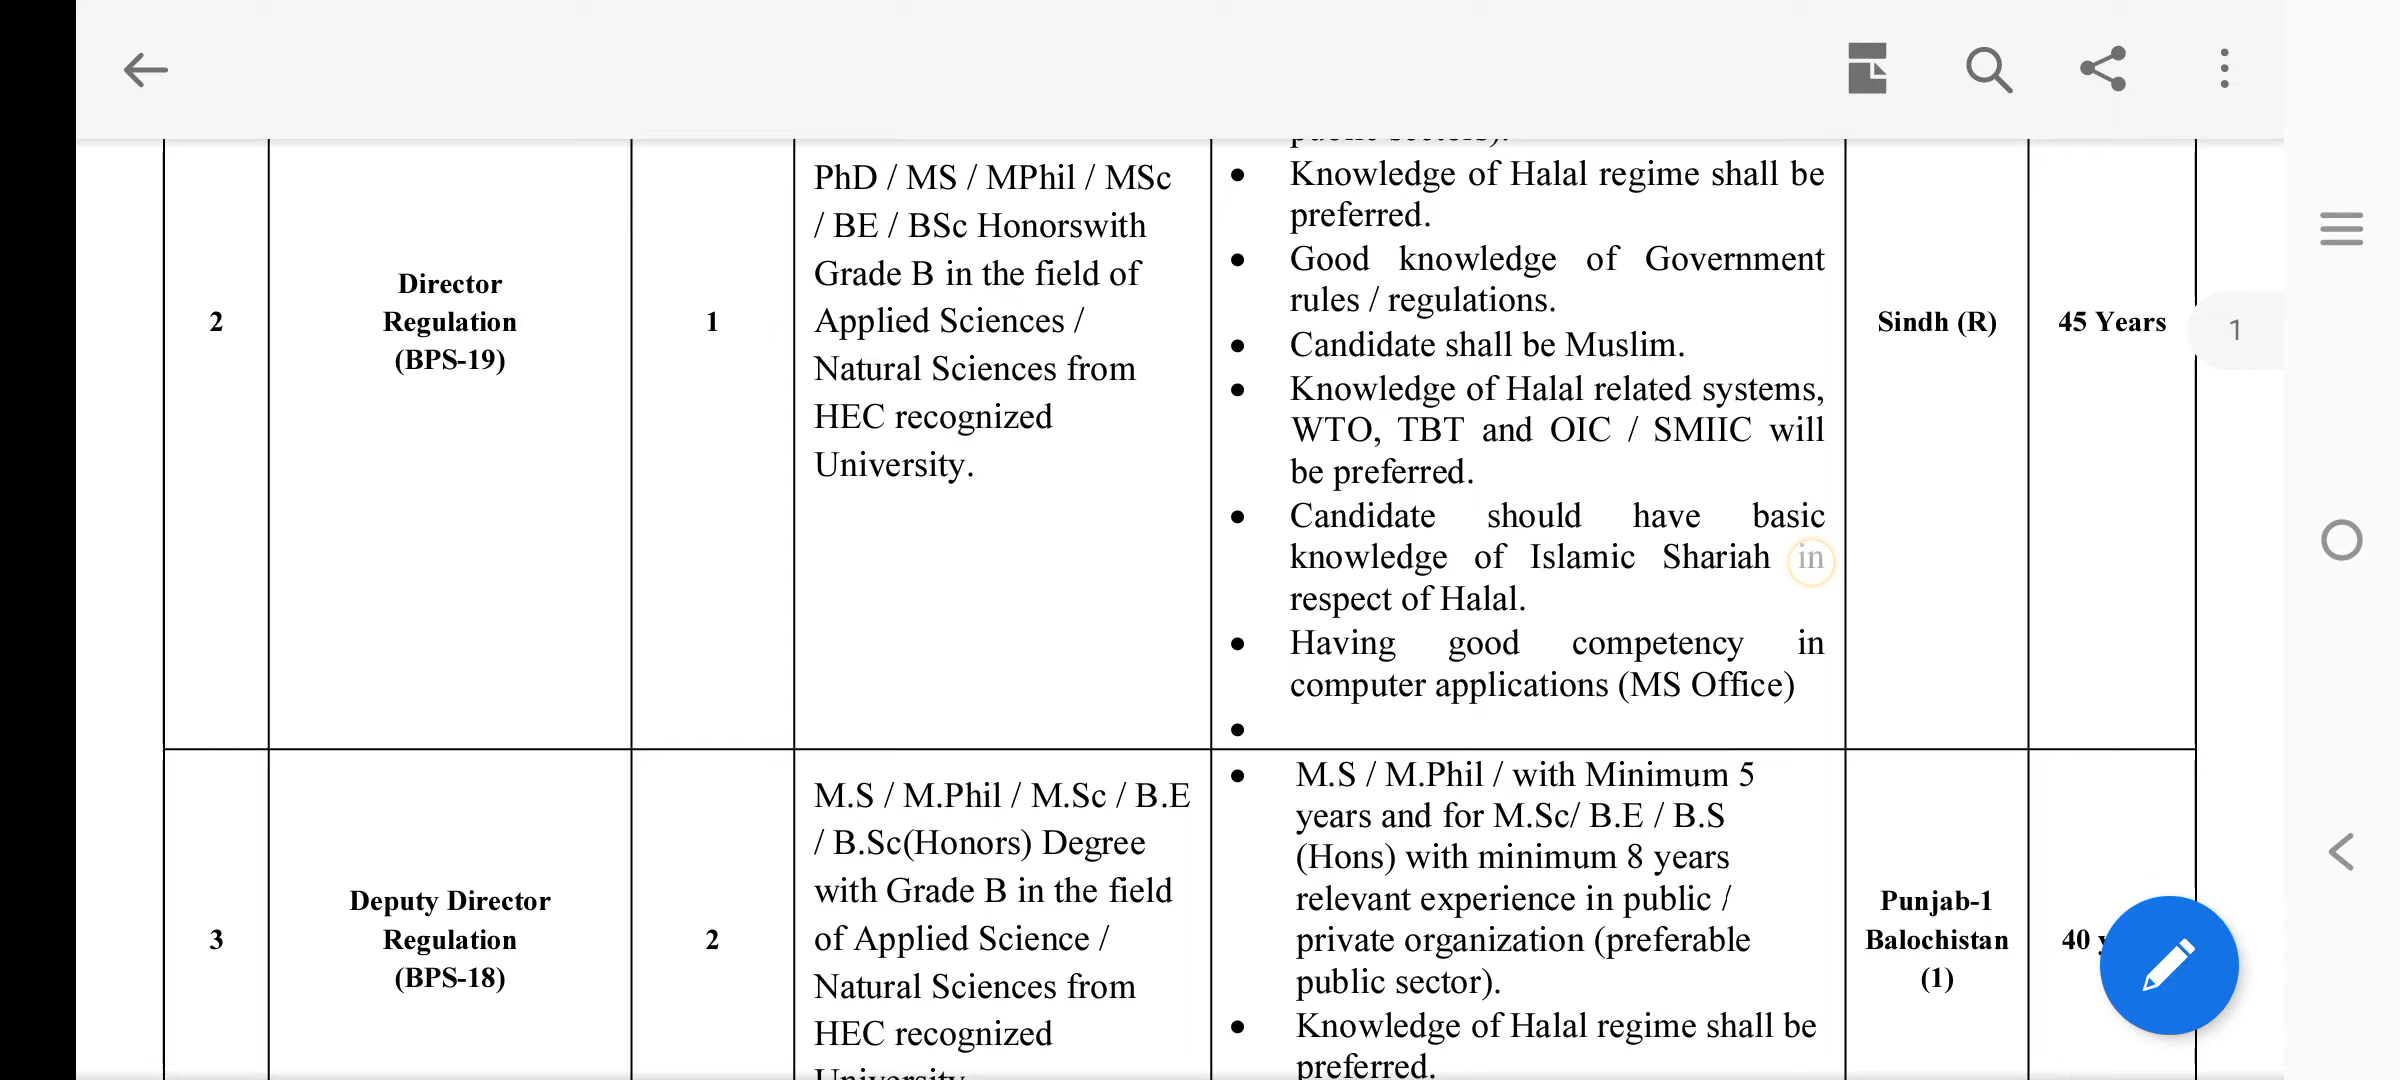 public sectors).
2
Director
Regulation
(BPS-19)
1
PhD / MS / MPhil / MSc
/ BE / BSc Honorswith
Grade B in the field of
Applied Sciences /
Natural Sciences from
HEC recognized
University.
Knowledge of Halal regime shall be
preferred.
Good knowledge of Government
rules / regulations.
Candidate shall be Muslim.
Knowledge of Halal related systems,
WTO, TBT and OIC / SMIIC will
be preferred.
Candidate should have basic
knowledge of Islamic Shariah in
respect of Halal.
Having good competency in
computer applications (MS Office)
Sindh (R)
45 Years
1
3
Deputy Director
Regulation
(BPS-18)
2
M.S / M.Phil / M.Sc / B.E
/ B.Sc(Honors) Degree
with Grade B in the field
of Applied Science /
Natural Sciences from
HEC recognized
University
M.S / M.Phil / with Minimum 5
years and for M.Sc/ B.E / B.S
(Hons) with minimum 8 years
relevant experience in public /
private organization (preferable
public sector).
Knowledge of Halal regime shall be
preferred.
Punjab-1
Balochistan
(1)
40